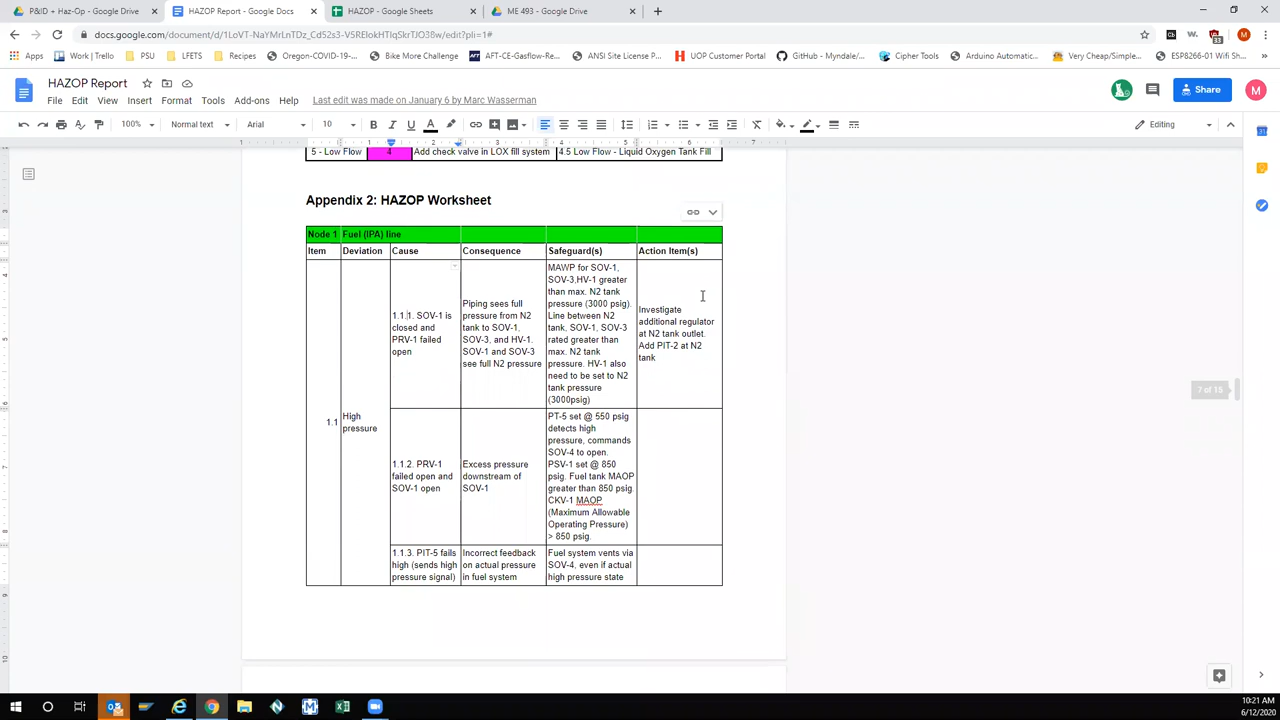 P&ID + Haz-Op - Google Drive
HAZOP Report - Google Docs
HAZOP - Google Sheets
ME 493 - Google Drive
Apps
Work | Trello
PSU
LFETS
Recipes
Oregon-COVID-19-...
Bike More Challenge
AFT-CE-Gasflow-Re...
ANSI Site License P...
UOP Customer Portal
GitHub - Myndale/...
Cipher Tools
Arduino Automatic...
Very Cheap/Simple...
ESP8266-01 Wifi Sh...
HAZOP Report
File Edit View Insert Format Tools Add-ons Help Last edit was made on January 6 by Marc Wasserman
Share
M
100% Normal text Arial 10 Editing
5 - Low Flow 4 Add check valve in LOX fill system 4.5 Low Flow - Liquid Oxygen Tank Fill
Appendix 2: HAZOP Worksheet
Node 1 Fuel (IPA) line
Item Deviation Cause Consequence Safeguard(s) Action Item(s)
1.1
High
pressure
1.1.1. SOV-1 is
closed and
PRV-1 failed
open
Piping sees full
pressure from N2
tank to SOV-1,
SOV-3, and HV-1.
SOV-1 and SOV-3
see full N2 pressure
MAWP for SOV-1,
SOV-3,HV-1 greater
than max. N2 tank
pressure (3000 psig).
Line between N2
tank, SOV-1, SOV-3
rated greater than
max. N2 tank
pressure. HV-1 also
need to be set to N2
tank pressure
(3000psig)
Investigate
additional regulator
at N2 tank outlet.
Add PIT-2 at N2
tank
1.1.2. PRV-1
failed open and
SOV-1 open
Excess pressure
downstream of
SOV-1
PT-5 set @ 550 psig
detects high
pressure, commands
SOV-4 to open.
PSV-1 set @ 850
psig. Fuel tank MAOP
greater than 850 psig.
CKV-1 MAOP
(Maximum Allowable
Operating Pressure)
> 850 psig.
1.1.3. PIT-5 fails
high (sends high
pressure signal)
Incorrect feedback
on actual pressure
in fuel system
Fuel system vents via
SOV-4, even if actual
high pressure state
7 of 15
10:21 AM
6/12/2020